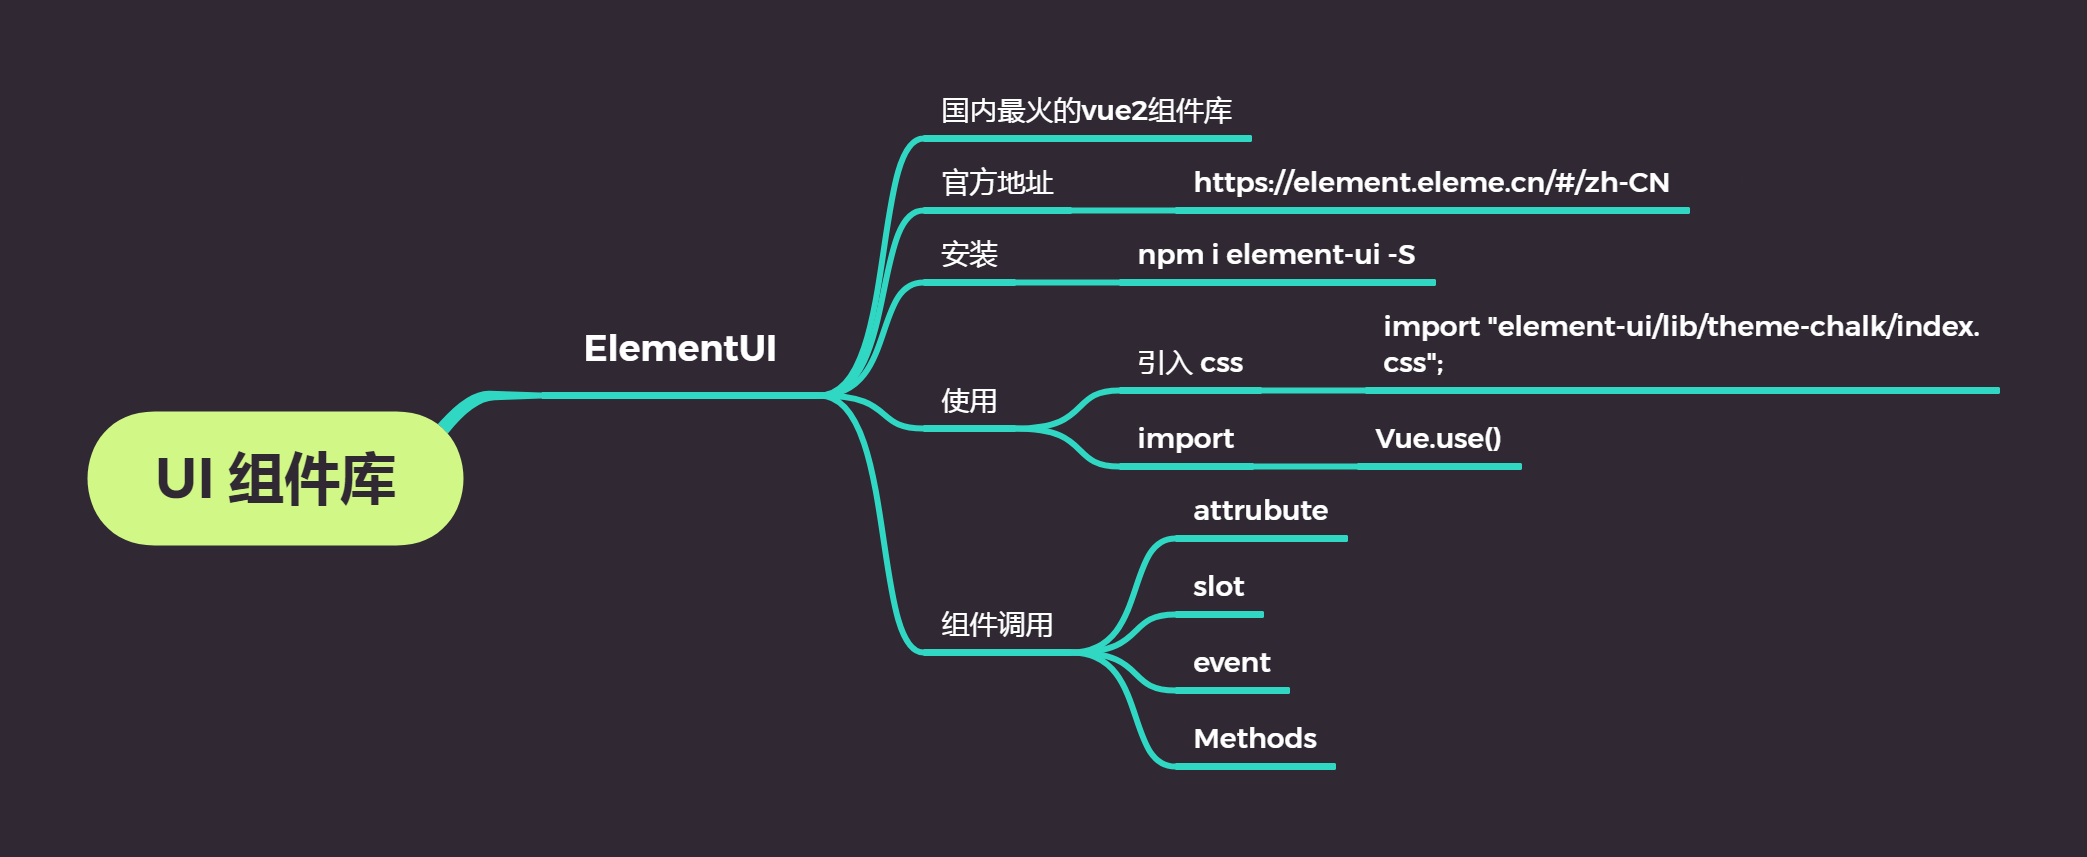 UI 组件库
ElementUI
国内最火的vue2组件库
官方地址
https://element.eleme.cn/#/zh-CN
安装
npm i element-ui -S
使用
引入 css
import "element-ui/lib/theme-chalk/index.
css";
import
Vue.use()
组件调用
attrubute
slot
event
Methods